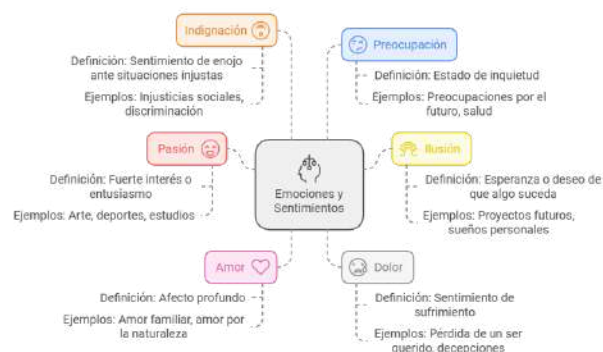 Indignación
Definición: Sentimiento de enojo
ante situaciones injustas
Ejemplos: Injusticias sociales,
discriminación
Preocupación
Definición: Estado de inquietud
Ejemplos: Preocupaciones por el
futuro, salud
Pasión
Definición: Fuerte interés o
entusiasmo
Ejemplos: Arte, deportes, estudios
Emociones y
Sentimientos
Ilusión
Definición: Esperanza o deseo de
que algo suceda
Ejemplos: Proyectos futuros,
sueños personales
Amor
Definición: Afecto profundo
Ejemplos: Amor familiar, amor por
la naturaleza
Dolor
Definición: Sentimiento de
sufrimiento
Ejemplos: Pérdida de un ser
querido, decepciones